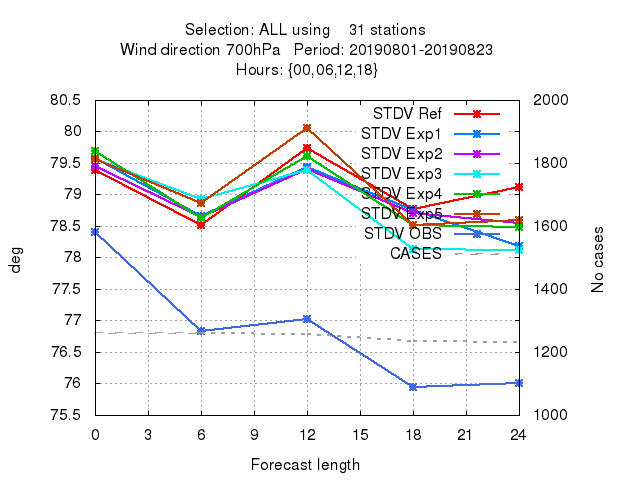 Selection: ALL using    31 stations
Wind direction 700hPa   Period: 20190801-20190823
Hours: {00,06,12,18}
80.5 2000
STDV Ref
80
STDV Exp1
STDV Exp2
79.5 1800
STDV Exp3
79
STDV Exp4
STDV Exp5
78.5 1600
STDV OBS
78
CASES
deg
No cases
77.5 1400
77
76.5 1200
76
75.5 1000
0 3 6 9 12 15 18 21 24
Forecast length